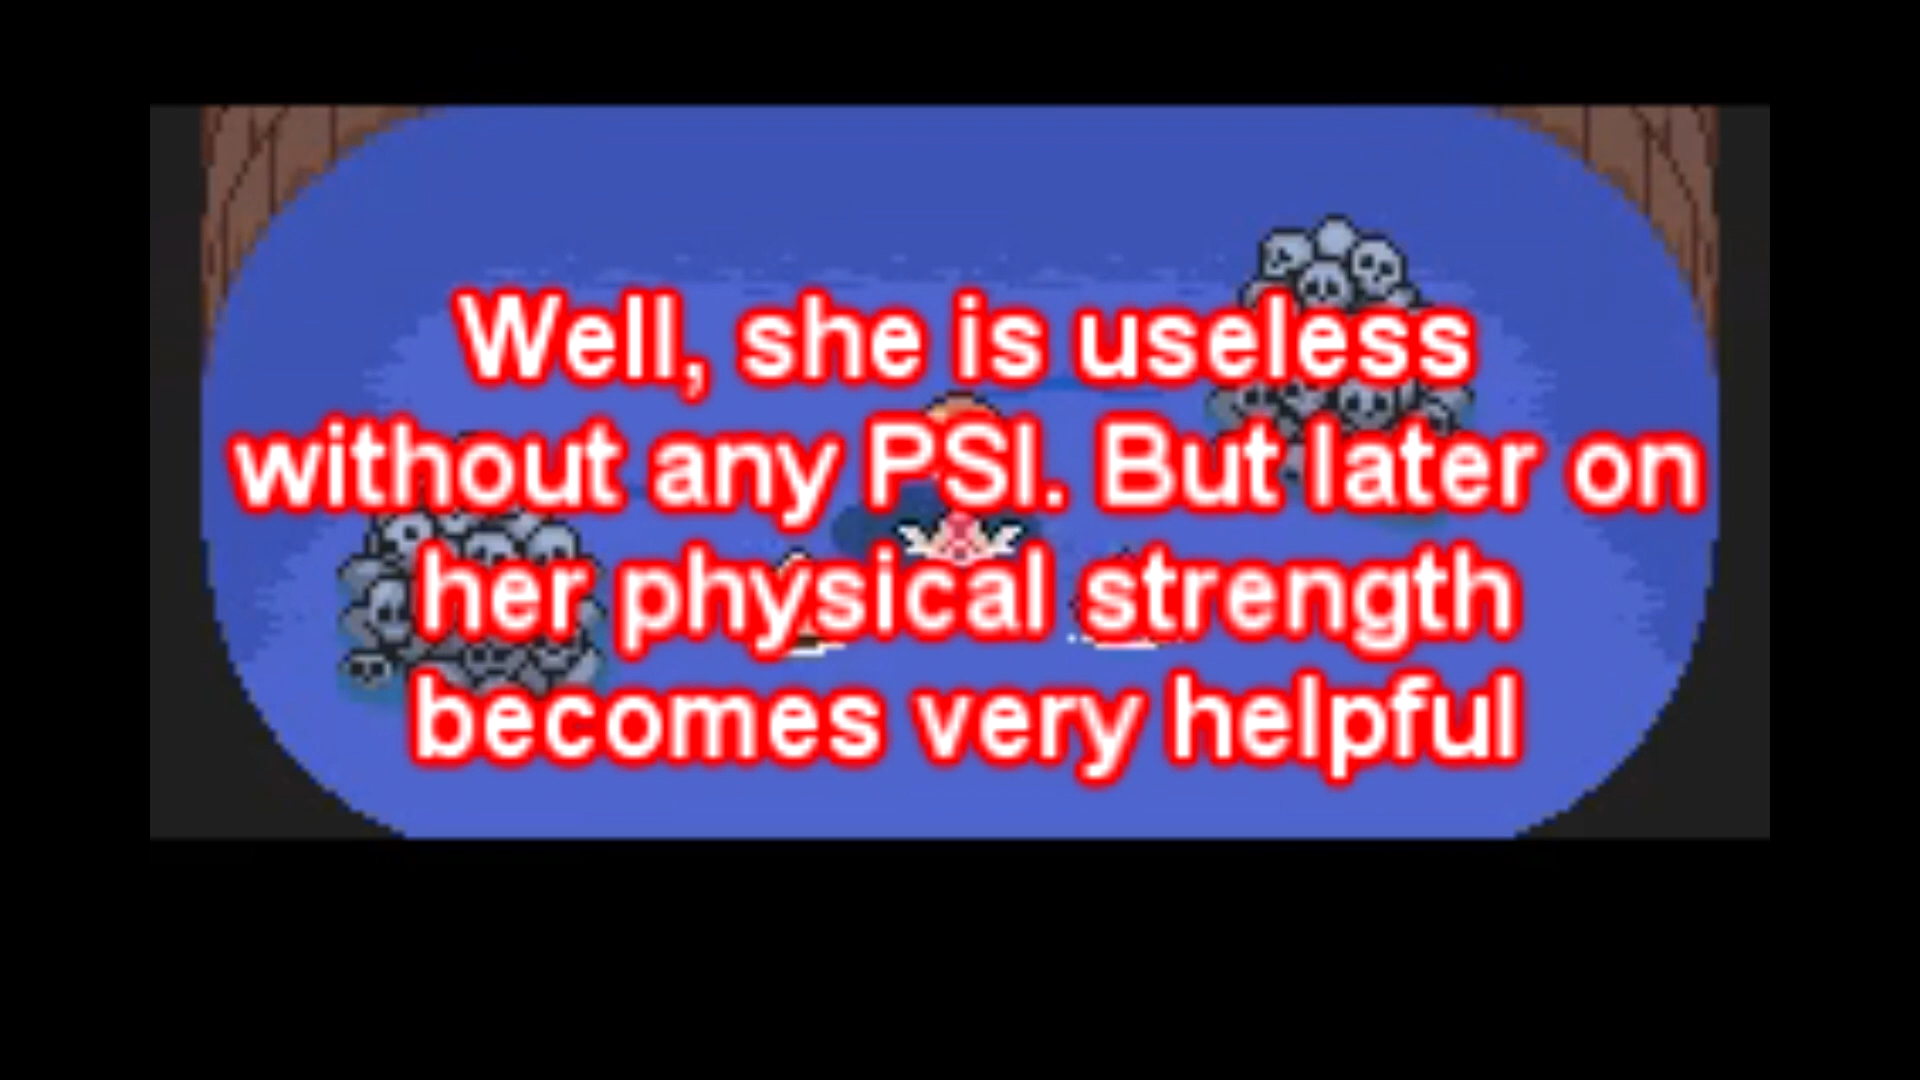 Well, she is useless
without any PSI. But later on
her physical strength
becomes very helpful